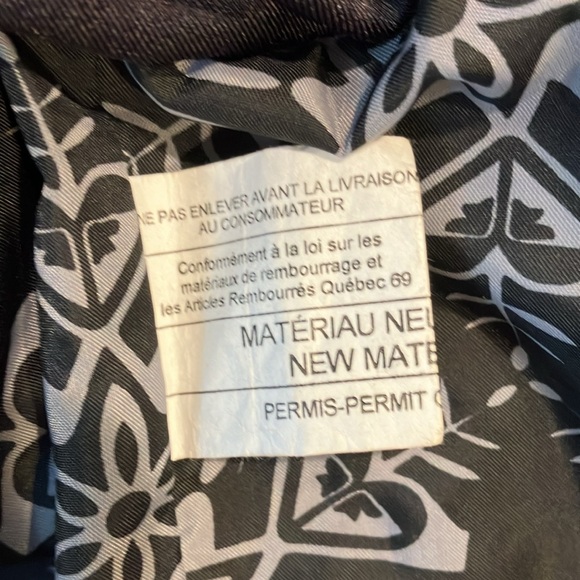 NE PAS ENLEVER AVANT LA LIVRAISON
AU CONSOMMATEUR
Conformément à la loi sur les
matériaux de rembourrage et
les Articles Rembourrés Québec 69
MATÉRIAU NEU
NEW MATE
PERMIS-PERMIT